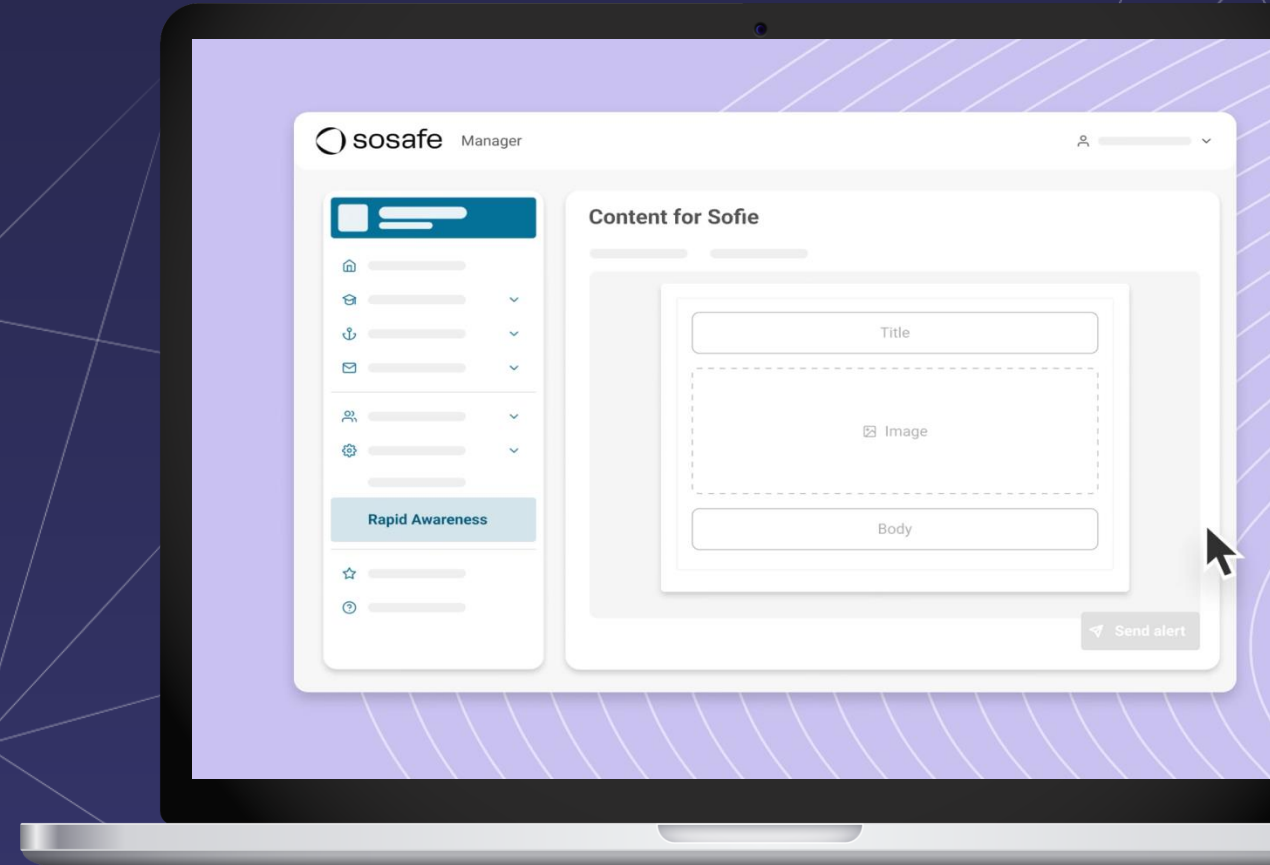 sosafe Manager
Content for Sofie
Title
Image
Body
Rapid Awareness
Send alert